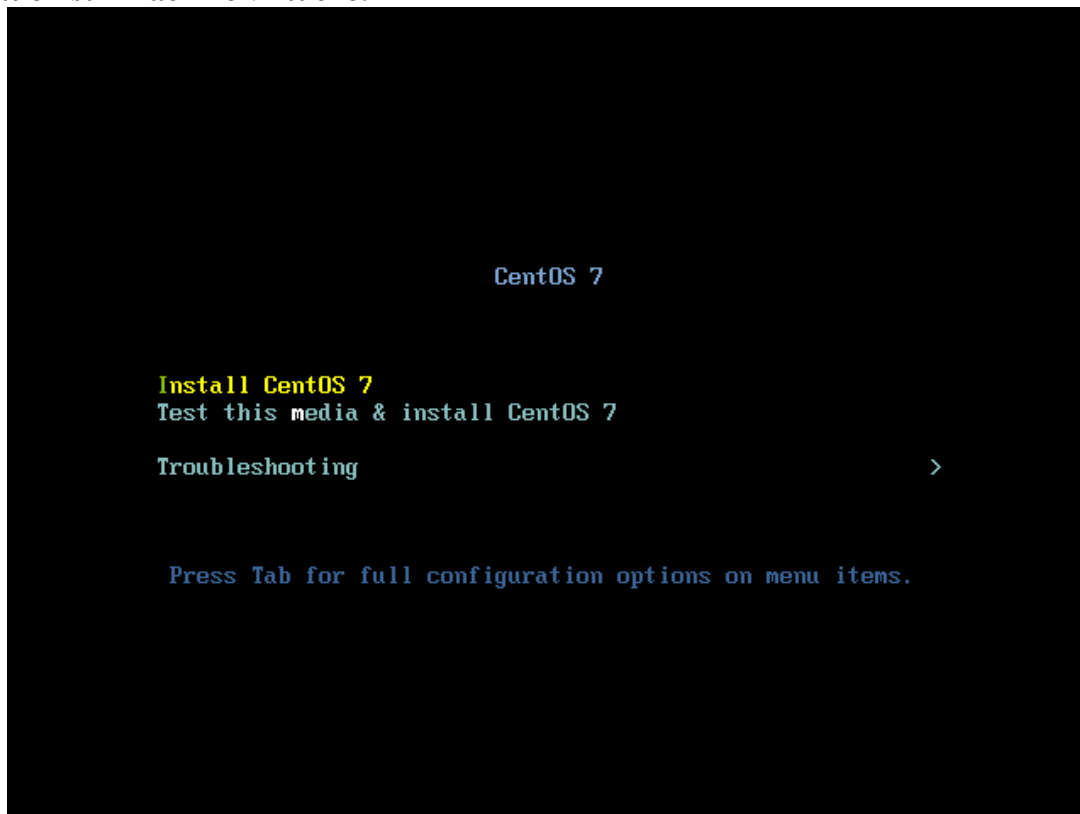 CentOS 7
Install CentOS 7
Test this media & install CentOS 7
Troubleshooting >
Press Tab for full configuration options on menu items.